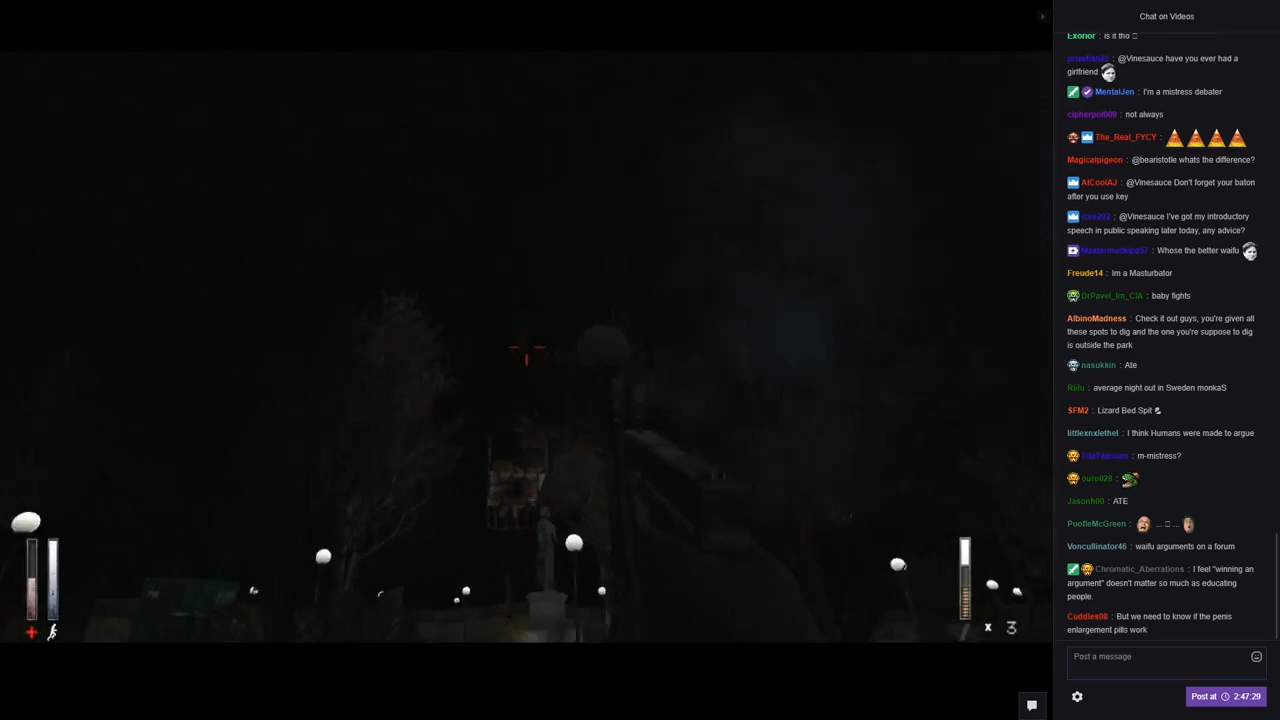 Chat on Videos
Exorior : is it tho
: @Vinesauce have you ever had a
girlfriend
MentalJen : I'm a mistress debater
cipherpol009 : not always
The_Real_FYCY :
Magicalpigeon : @bearistotle whats the difference?
AlCoolAJ : @Vinesauce Don't forget your baton
after you use key
: @Vinesauce I've got my introductory
speech in public speaking later today, any advice?
: Whose the better waifu
Freude14 : Im a Masturbator
DrPavel_Im_CIA : baby fights
AlbinoMadness : Check it out guys, you're given all
these spots to dig and the one you're suppose to dig
is outside the park
nasukkin : Ate
Riilu : average night out in Sweden monkaS
SFM2 : Lizard Bed Spit
littlexnxlethel : I think Humans were made to argue
: m-mistress?
ouro028 :
Jasonh00 : ATE
PoofleMcGreen : ... ...
Voncullinator46 : waifu arguments on a forum
Chromatic_Aberrations : I feel "winning an
argument" doesn't matter so much as educating
people.
Cuddles08 : But we need to know if the penis
enlargement pills work
Post a message
Post at 2:47:29
x 3